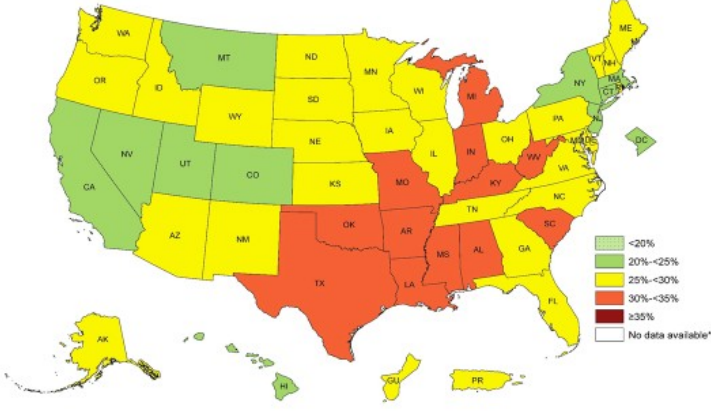 WA
MT
ND
MN
ME
OR
ID
WY
SD
WI
MI
VT
NH
NY
MA
CT
NV
UT
CO
NE
IA
IL
IN
OH
PA
NJ
DE
DC
CA
KS
MO
KY
WV
VA
AZ
NM
OK
AR
TN
NC
SC
TX
LA
MS
AL
GA
FL
AK
HI
GU
PR
<20%
20%-<25%
25%-<30%
30%-<35%
≥35%
No data available*